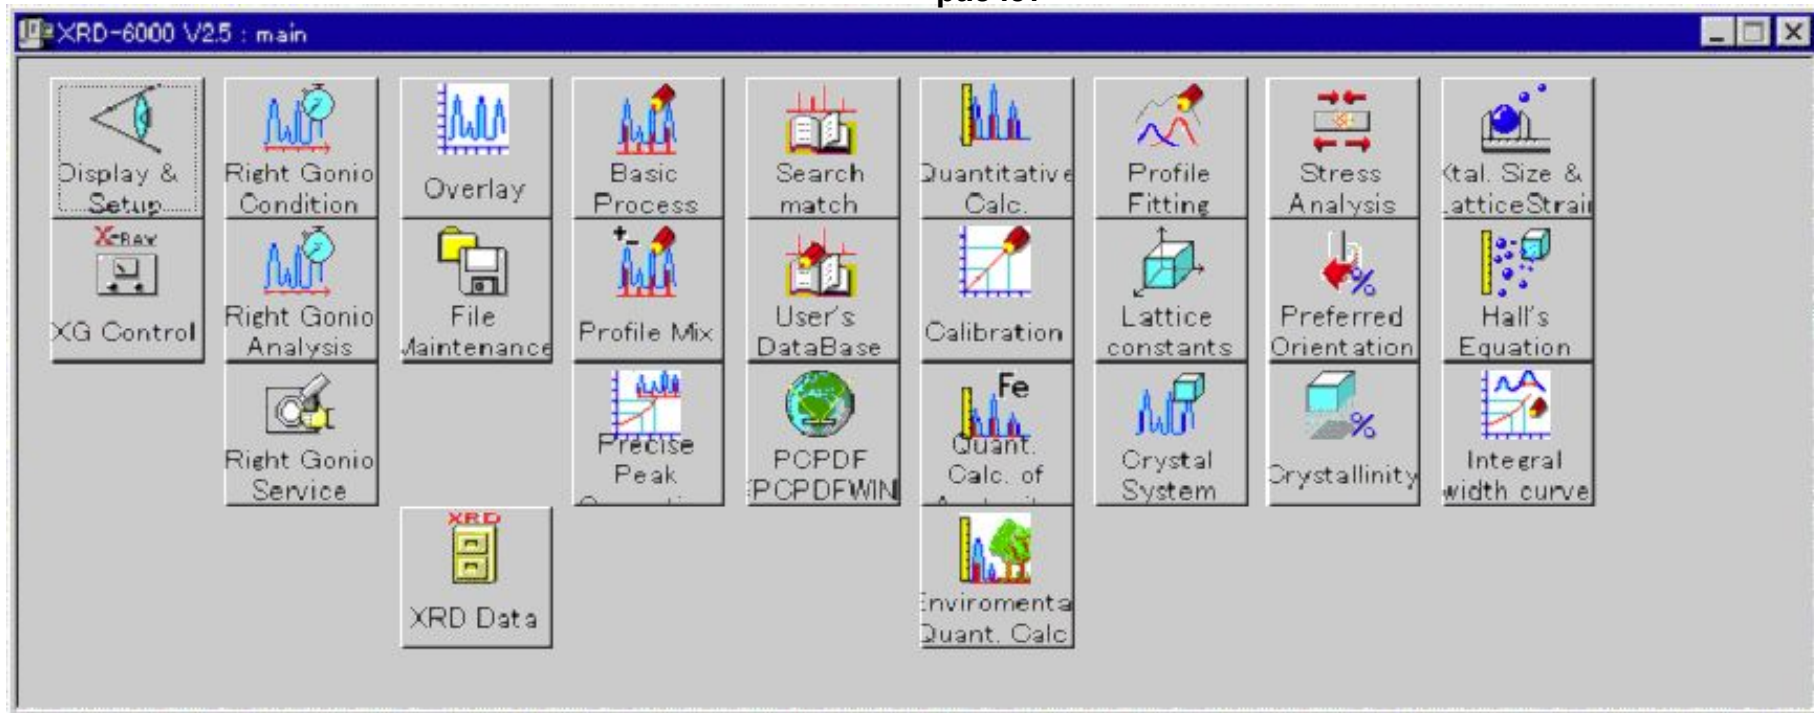 XRD-6000 V2.5 : main
Display &
Setup
Right Gonio
Condition
Overlay
Basic
Process
Search
match
Quantitative
Calc.
Profile
Fitting
Stress
Analysis
Xtal. Size &
LatticeStrain
X-RAY
XG Control
Right Gonio
Analysis
File
Maintenance
+-
Profile Mix
User's
DataBase
Calibration
Lattice
constants
%
Preferred
Orientation
Hall's
Equation
Right Gonio
Service
Precise
Peak
PCPDF
PCPDFWIN
Fe
Quant.
Calc. of
Crystal
System
%
Crystallinity
Integral
width curve
XRD
XRD Data
Enviromenta
Quant. Calc